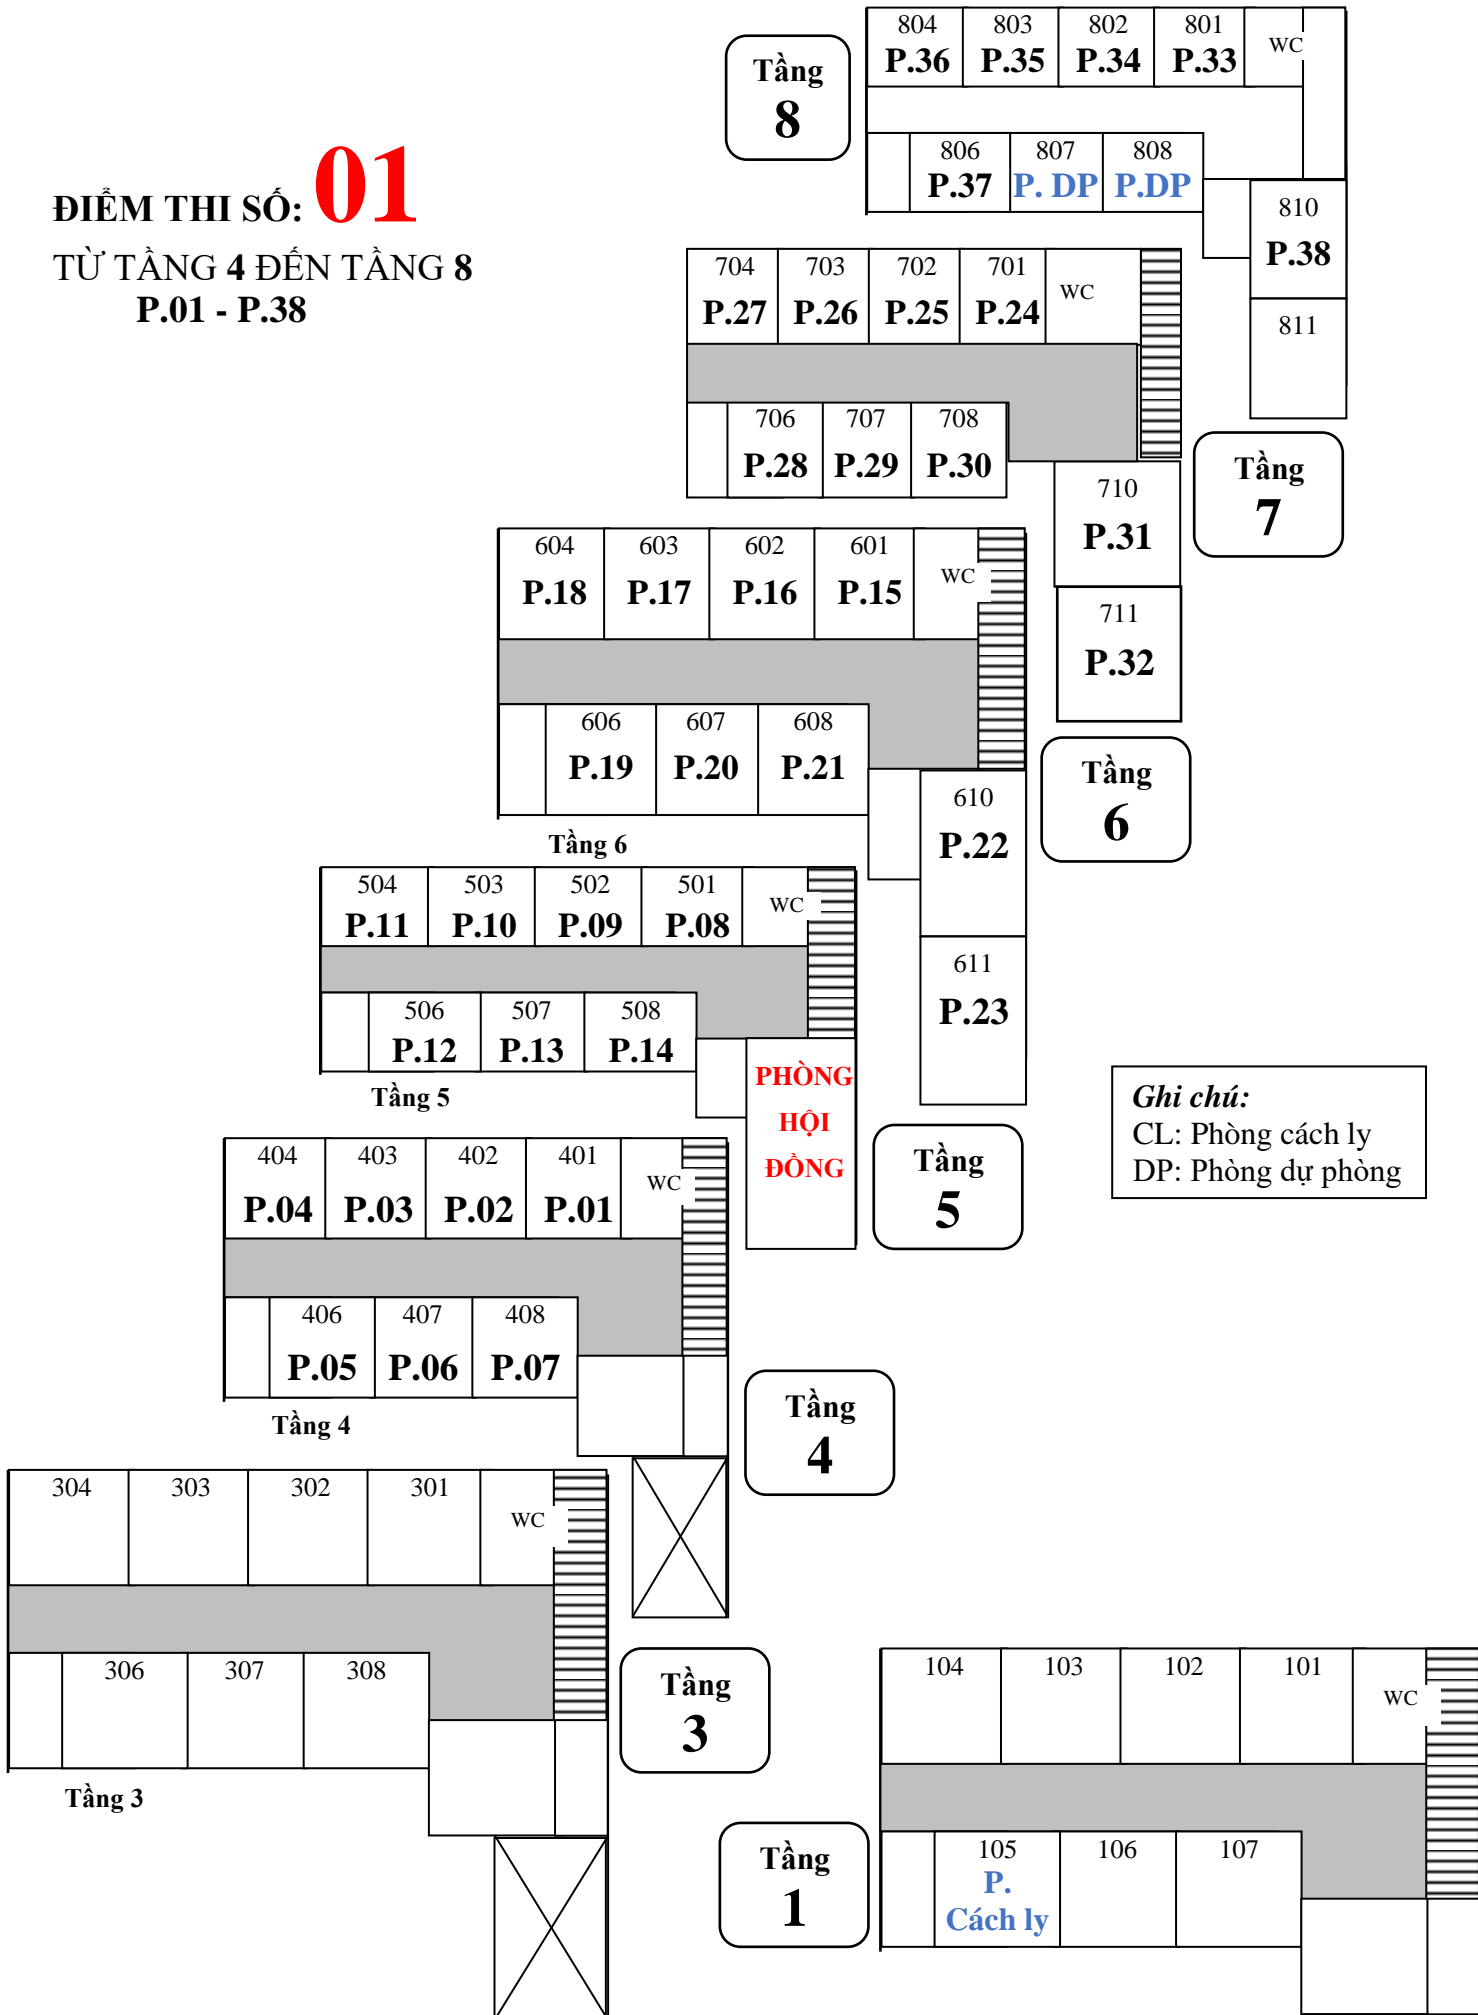 ĐIỂM THI SỐ: 01
TỪ TẦNG 4 ĐẾN TẦNG 8
P.01 - P.38
Tầng
8
804 803 802 801 WC
P.36 P.35 P.34 P.33
806 807 808
P.37 P. DP P.DP
810
P.38
811
704 703 702 701 WC
P.27 P.26 P.25 P.24
706 707 708
P.28 P.29 P.30
710
P.31
711
P.32
Tầng
7
604 603 602 601 WC
P.18 P.17 P.16 P.15
606 607 608
P.19 P.20 P.21
610
P.22
611
P.23
Tầng
6
Tầng 6
504 503 502 501 WC
P.11 P.10 P.09 P.08
506 507 508
P.12 P.13 P.14
PHÒNG
HỘI
ĐỒNG
Tầng 5
Tầng
5
Ghi chú:
CL: Phòng cách ly
DP: Phòng dự phòng
404 403 402 401 WC
P.04 P.03 P.02 P.01
406 407 408
P.05 P.06 P.07
Tầng 4
Tầng
4
304 303 302 301 WC
306 307 308
Tầng 3
Tầng
3
104 103 102 101 WC
105 106 107
P.
Cách ly
Tầng
1